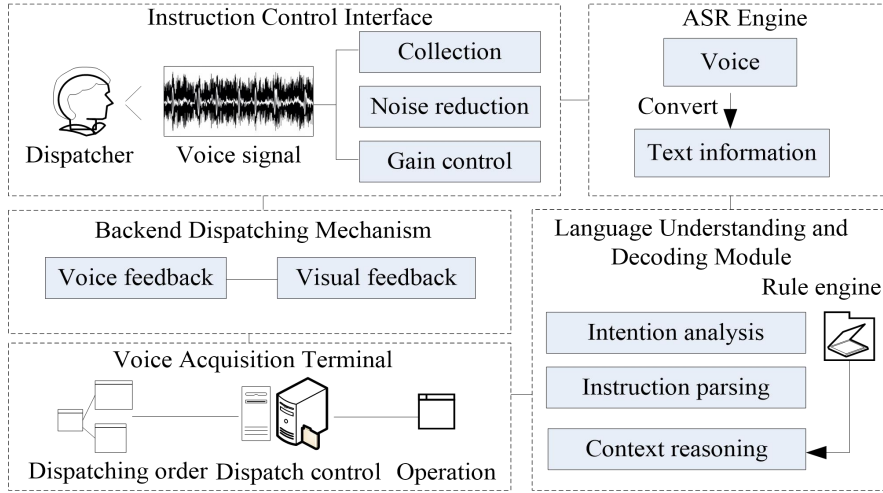 Instruction Control Interface
Dispatcher
Voice signal
Collection
Noise reduction
Gain control
ASR Engine
Voice
Convert
Text information
Backend Dispatching Mechanism
Voice feedback
Visual feedback
Language Understanding and
Decoding Module
Rule engine
Intention analysis
Instruction parsing
Context reasoning
Voice Acquisition Terminal
Dispatching order
Dispatch control
Operation